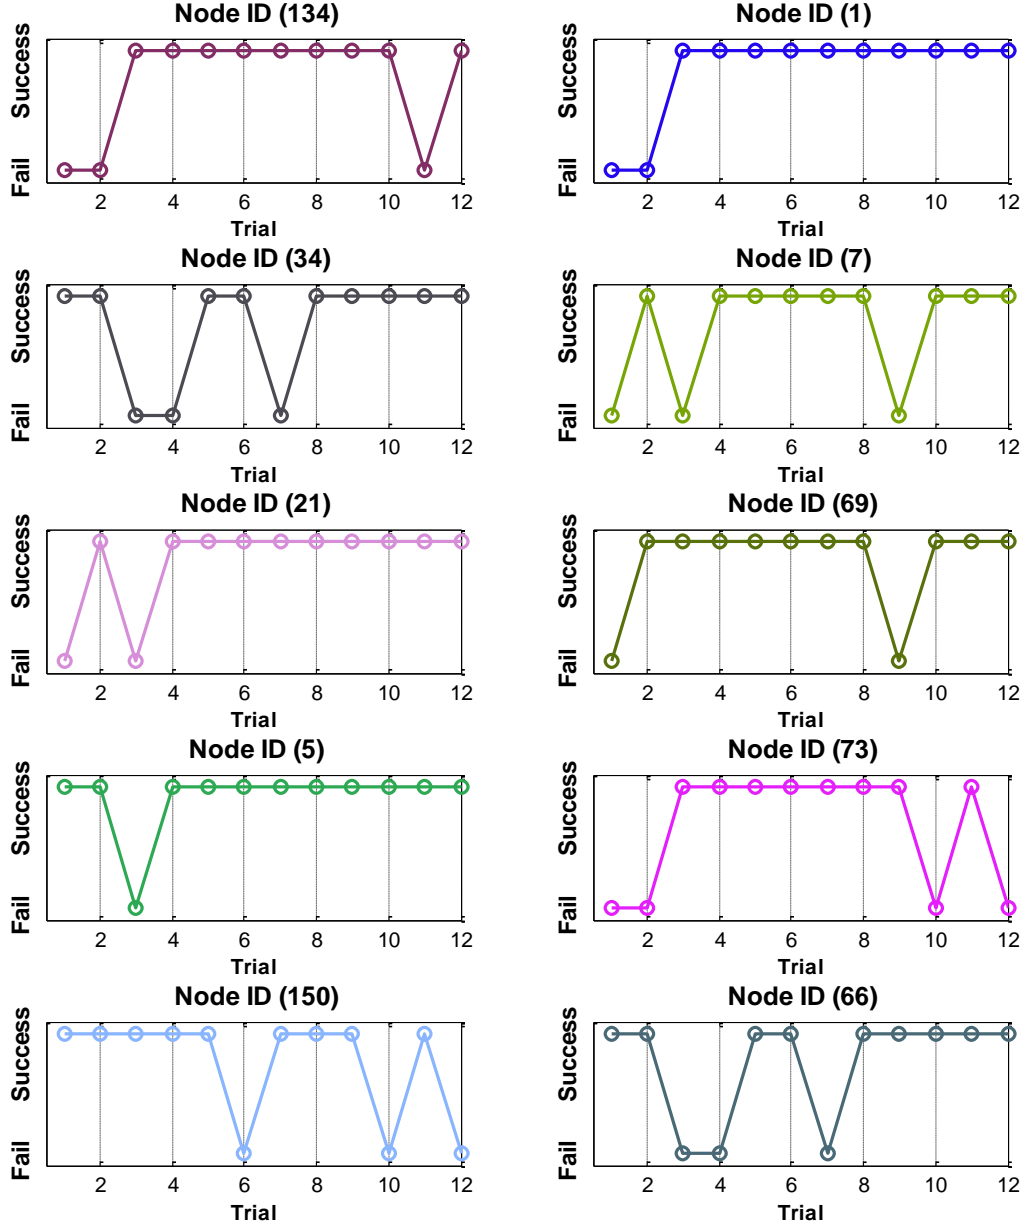 Node ID (134)
Success
Fail
2 4 6 8 10 12
Trial
Node ID (1)
Success
Fail
2 4 6 8 10 12
Trial
Node ID (34)
Success
Fail
2 4 6 8 10 12
Trial
Node ID (7)
Success
Fail
2 4 6 8 10 12
Trial
Node ID (21)
Success
Fail
2 4 6 8 10 12
Trial
Node ID (69)
Success
Fail
2 4 6 8 10 12
Trial
Node ID (5)
Success
Fail
2 4 6 8 10 12
Trial
Node ID (73)
Success
Fail
2 4 6 8 10 12
Trial
Node ID (150)
Success
Fail
2 4 6 8 10 12
Trial
Node ID (66)
Success
Fail
2 4 6 8 10 12
Trial